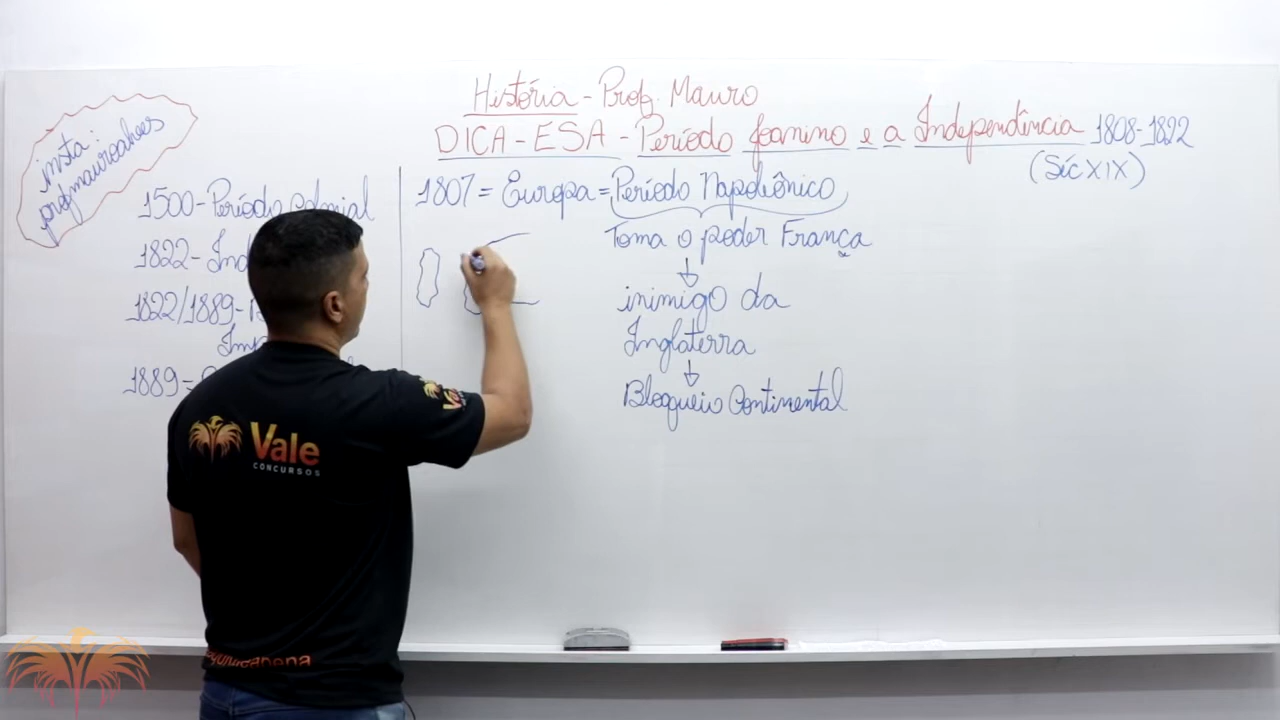 História - Prof. Mauro
DICA - ESA - Período Joanino e a Independência 1808-1822
(Séc XIX)
insta:
1500 - Período Colonial
1822 - Ind
1822/1889 -
1889 =
1807 = Europa = Período Napoleônico
Toma o poder França
inimigo da
Inglaterra
Bloqueio Continental
Vale
CONCURSOS